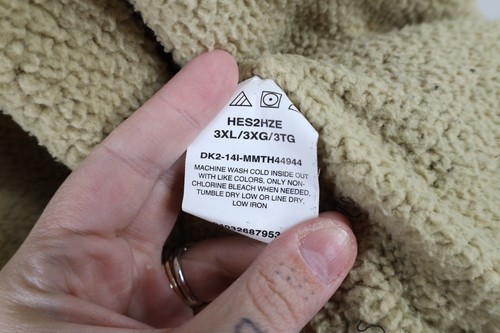 HES2HZE
3XL/3XG/3TG
DK2-14I-MMTH44944
MACHINE WASH COLD INSIDE OUT
WITH LIKE COLORS, ONLY NON-
CHLORINE BLEACH WHEN NEEDED,
TUMBLE DRY LOW OR LINE DRY,
LOW IRON